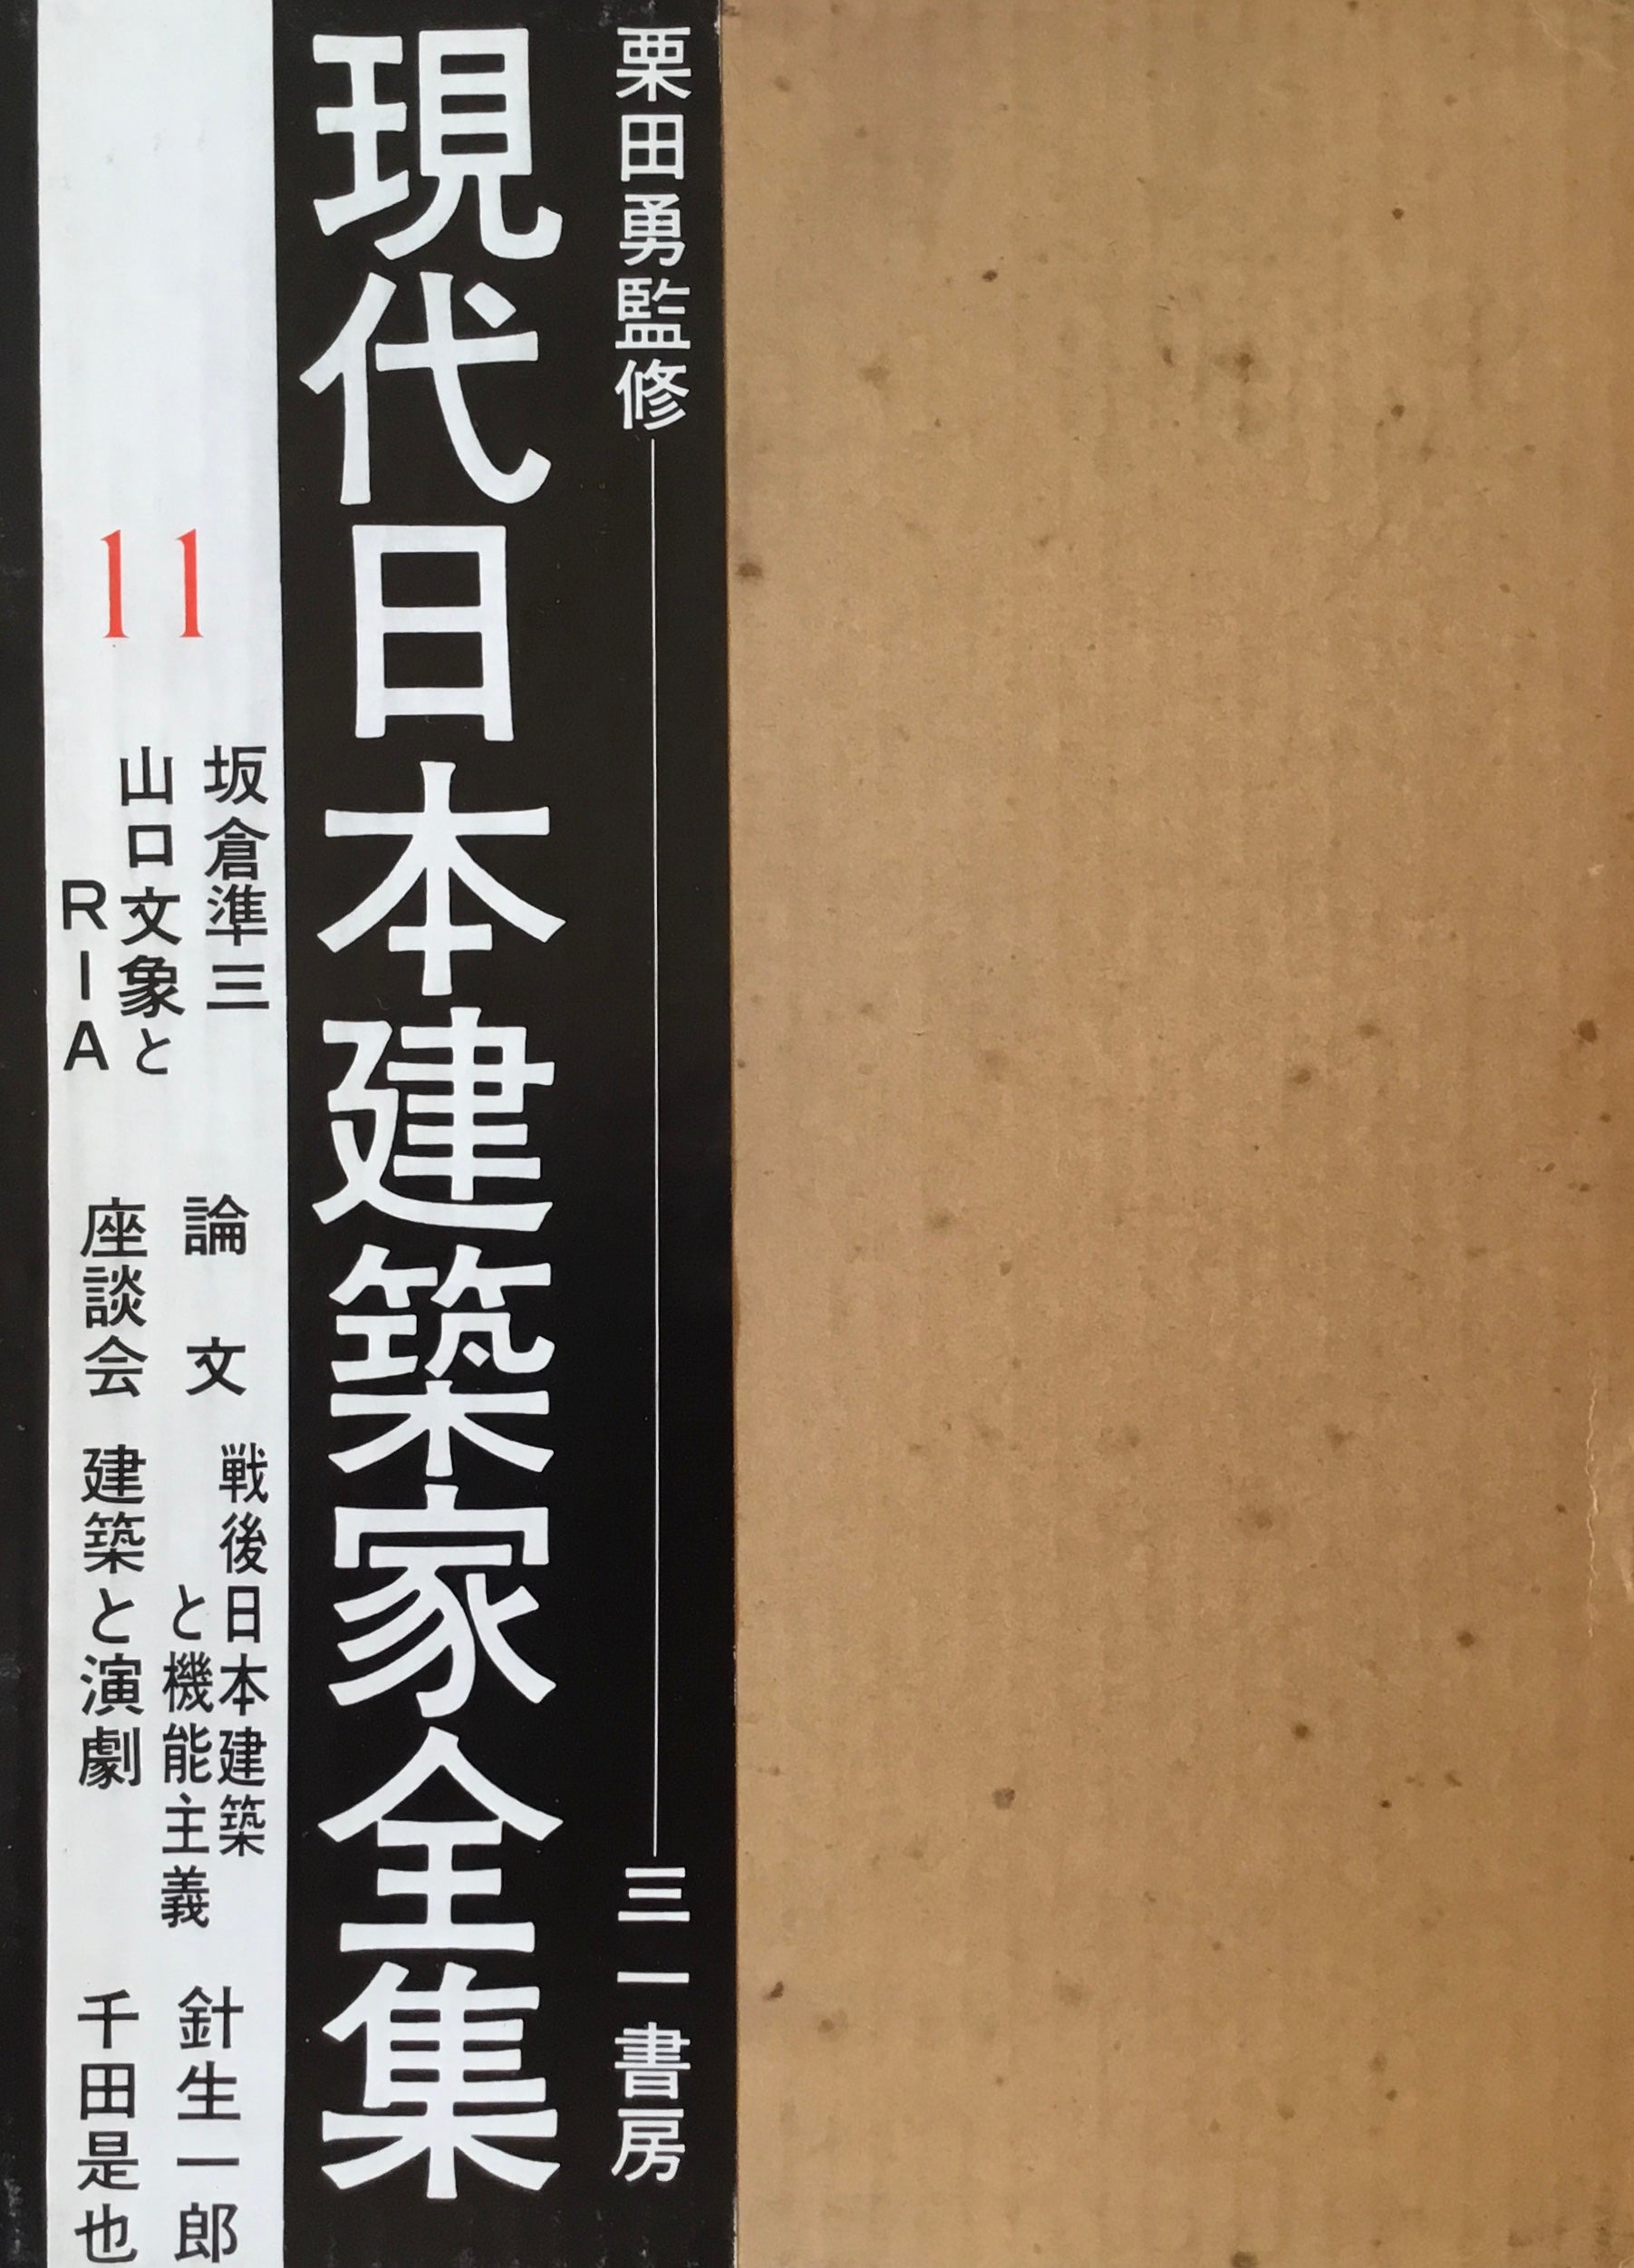 栗田勇監修
三一書房
現代日本建築家全集
11
坂倉準三
山口文象と
RIA
論文
戦後日本建築
と機能主義
針生一郎
座談会
建築と演劇
千田是也